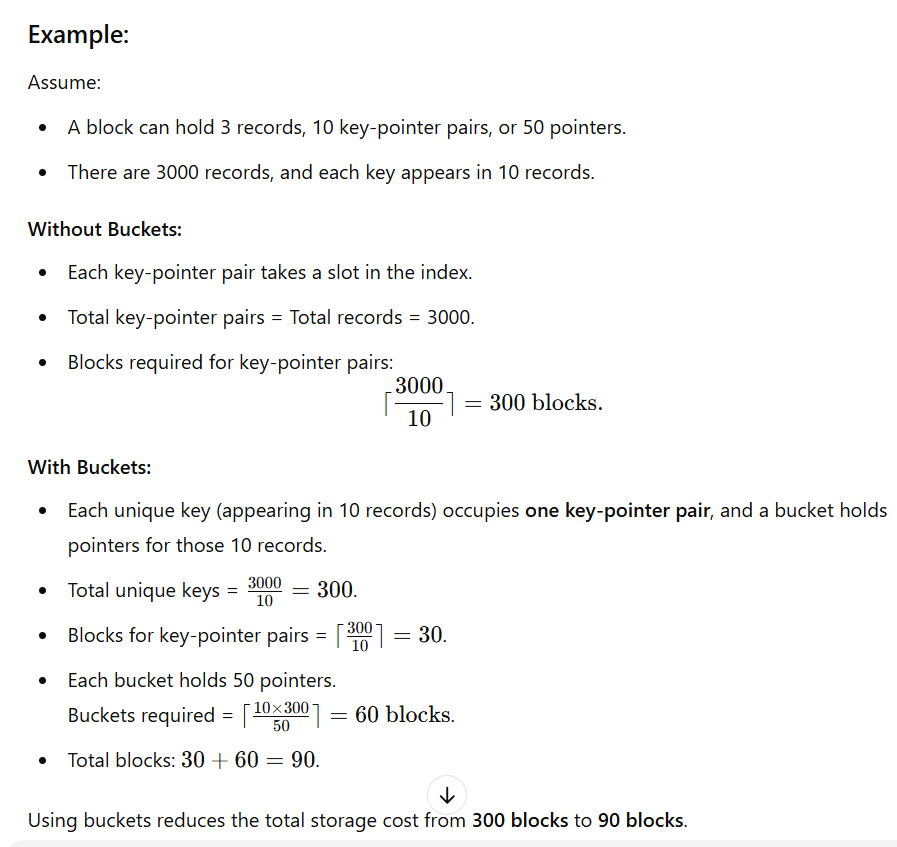 Example:
Assume:
• A block can hold 3 records, 10 key-pointer pairs, or 50 pointers.
• There are 3000 records, and each key appears in 10 records.
Without Buckets:
• Each key-pointer pair takes a slot in the index.
• Total key-pointer pairs = Total records = 3000.
• Blocks required for key-pointer pairs:
⌈3000/10⌉ = 300 blocks.
With Buckets:
• Each unique key (appearing in 10 records) occupies one key-pointer pair, and a bucket holds
pointers for those 10 records.
• Total unique keys = 3000/10 = 300.
• Blocks for key-pointer pairs = ⌈300/10⌉ = 30.
• Each bucket holds 50 pointers.
Buckets required = ⌈10×300/50⌉ = 60 blocks.
• Total blocks: 30 + 60 = 90.
Using buckets reduces the total storage cost from 300 blocks to 90 blocks.